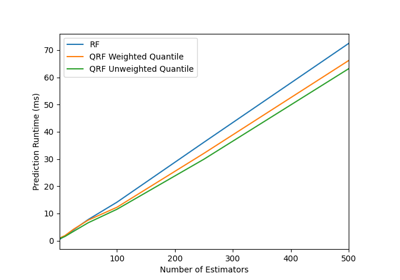 RF
QRF Weighted Quantile
QRF Unweighted Quantile
Prediction Runtime (ms)
70
60
50
40
30
20
10
0
100
200
300
400
500
Number of Estimators